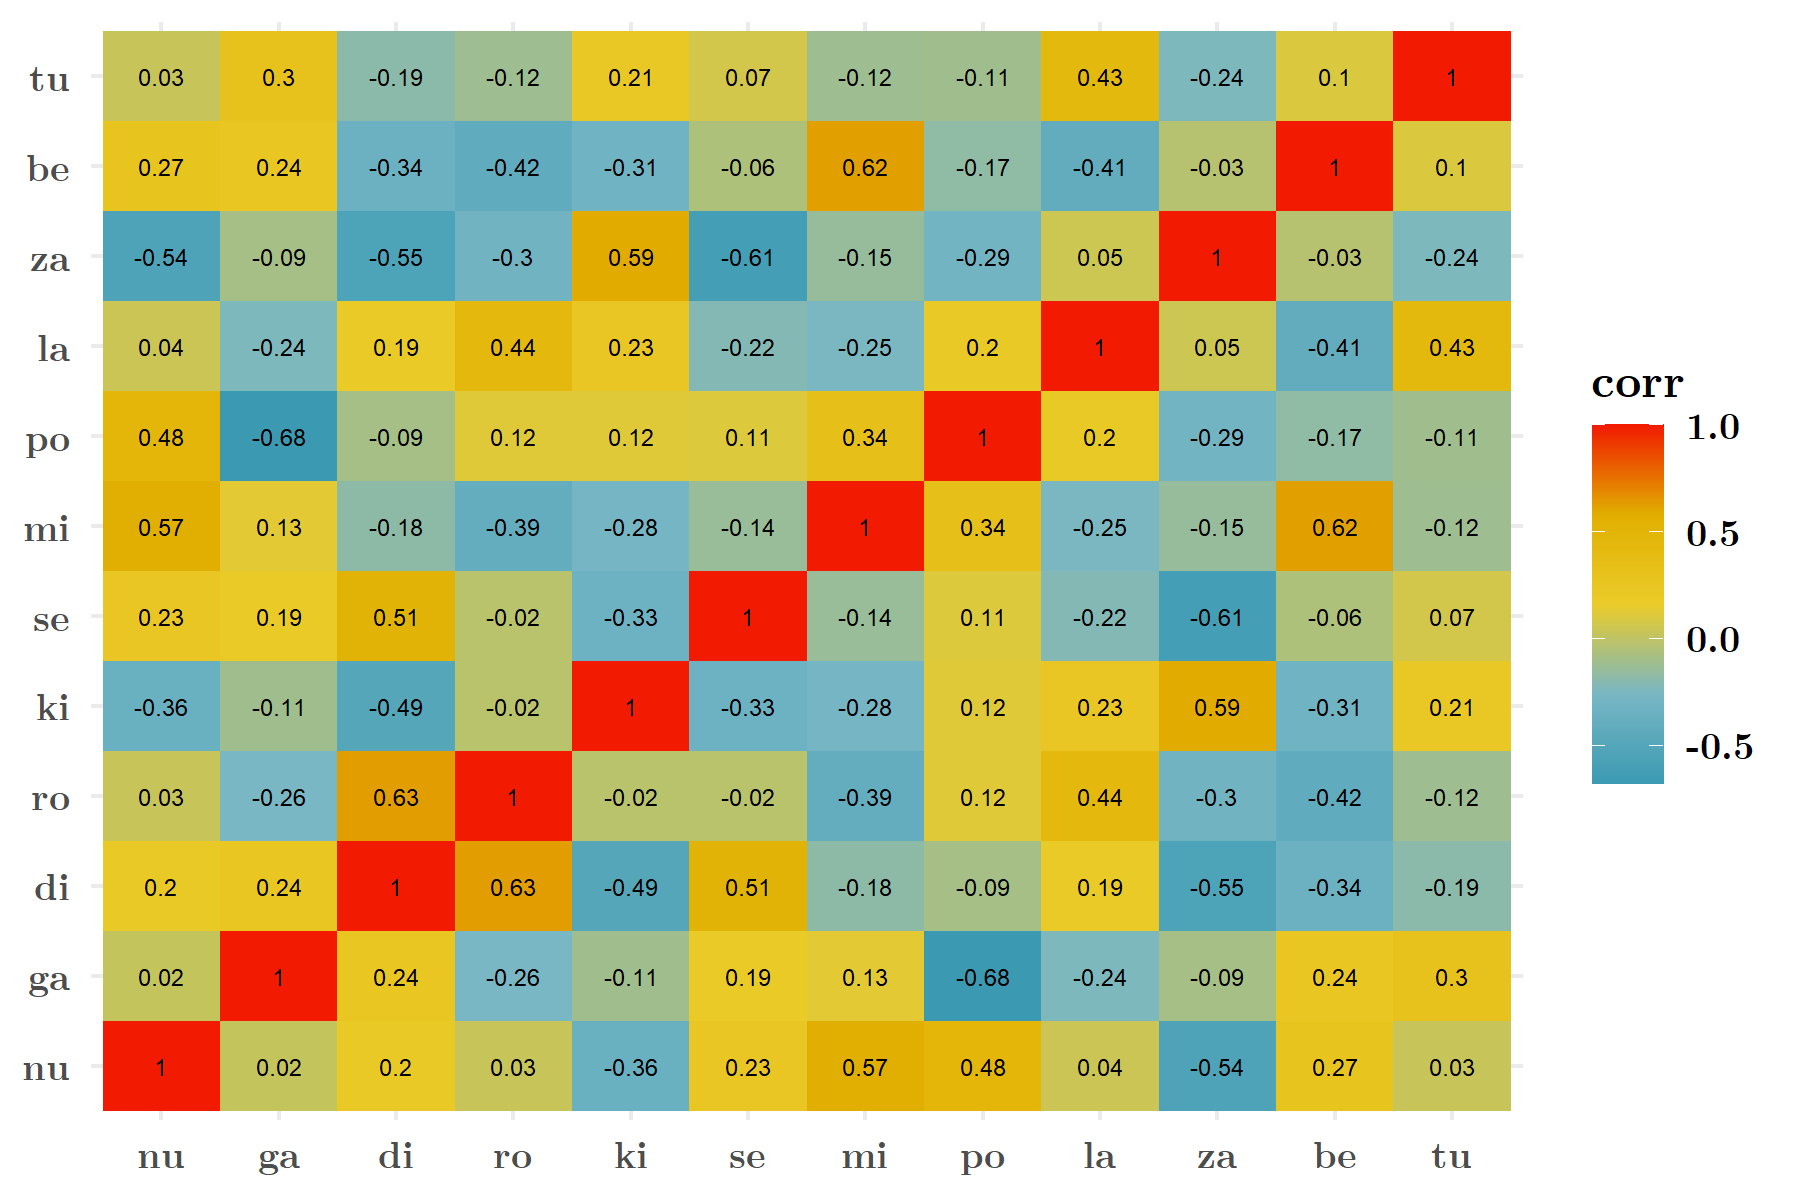 tu 0.03 0.3 -0.19 -0.12 0.21 0.07 -0.12 -0.11 0.43 -0.24 0.1 1
be 0.27 0.24 -0.34 -0.42 -0.31 -0.06 0.62 -0.17 -0.41 -0.03 1 0.1
za -0.54 -0.09 -0.55 -0.3 0.59 -0.61 -0.15 -0.29 0.05 1 -0.03 -0.24
la 0.04 -0.24 0.19 0.44 0.23 -0.22 -0.25 0.2 1 0.05 -0.41 0.43
po 0.48 -0.68 -0.09 0.12 0.12 0.11 0.34 1 0.2 -0.29 -0.17 -0.11
mi 0.57 0.13 -0.18 -0.39 -0.28 -0.14 1 0.34 -0.25 -0.15 0.62 -0.12
se 0.23 0.19 0.51 -0.02 -0.33 1 -0.14 0.11 -0.22 -0.61 -0.06 0.07
ki -0.36 -0.11 -0.49 -0.02 1 -0.33 -0.28 0.12 0.23 0.59 -0.31 0.21
ro 0.03 -0.26 0.63 1 -0.02 -0.02 -0.39 0.12 0.44 -0.3 -0.42 -0.12
di 0.2 0.24 1 0.63 -0.49 0.51 -0.18 -0.09 0.19 -0.55 -0.34 -0.19
ga 0.02 1 0.24 -0.26 -0.11 0.19 0.13 -0.68 -0.24 -0.09 0.24 0.3
nu 1 0.02 0.2 0.03 -0.36 0.23 0.57 0.48 0.04 -0.54 0.27 0.03
nu ga di ro ki se mi po la za be tu
corr
1.0
0.5
0.0
-0.5